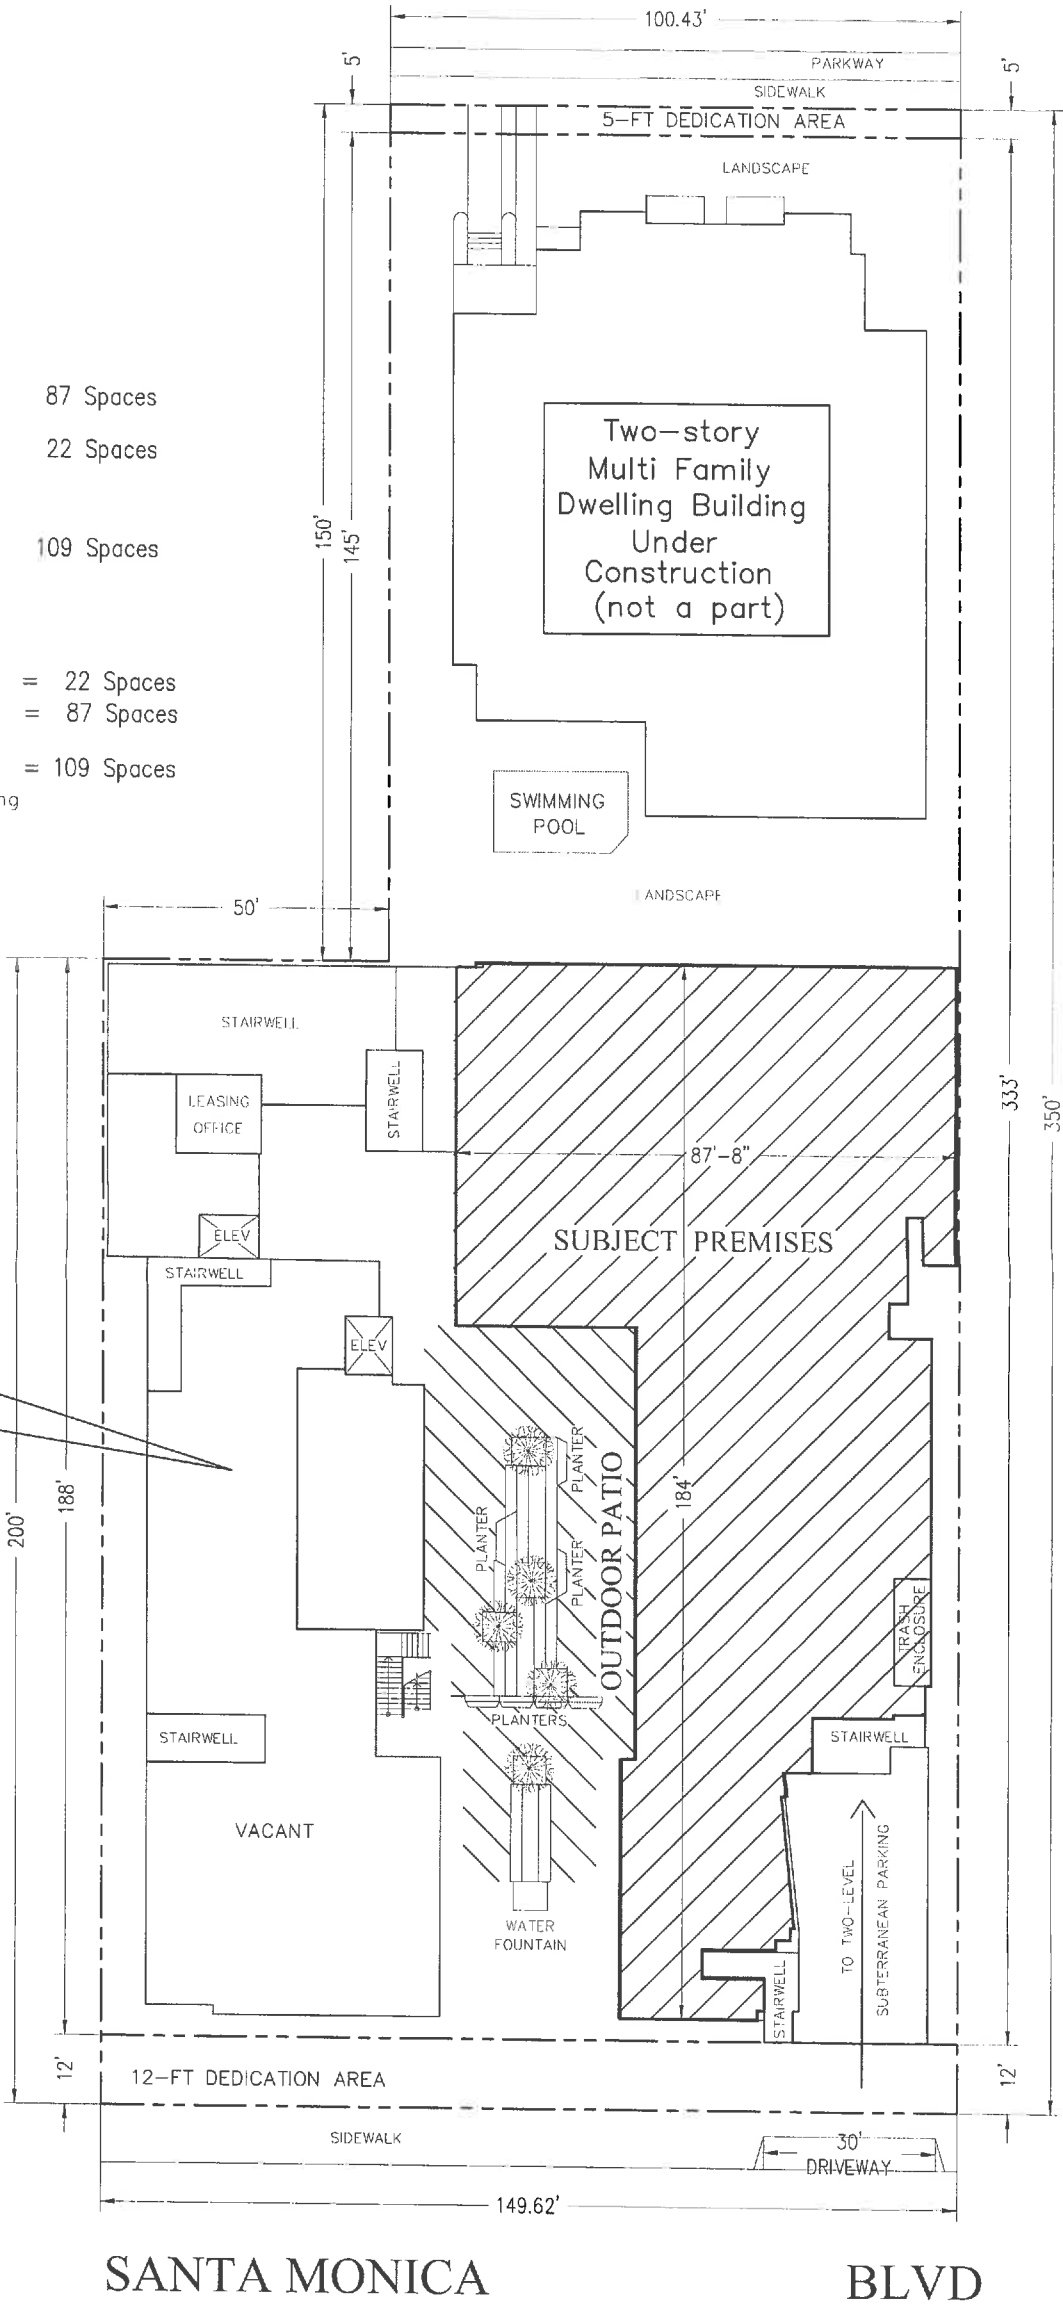 100.43'
PARKWAY
SIDEWALK
5' 5'
5-FT DEDICATION AREA
LANDSCAPE
87 Spaces
22 Spaces
109 Spaces
= 22 Spaces
= 87 Spaces
= 109 Spaces
150'
145'
Two-story
Multi Family
Dwelling Building
Under
Construction
(not a part)
SWIMMING
POOL
LANDSCAPE
50'
STAIRWELL
LEASING
OFFICE
STAIRWELL
333'
350'
87'-8"
SUBJECT PREMISES
ELEV
STAIRWELL
ELEV
200'
188'
184'
PLANTER
PLANTER
PLANTER
OUTDOOR PATIO
TRASH
ENCLOSURE
PLANTERS
STAIRWELL
STAIRWELL
VACANT
WATER
FOUNTAIN
TO TWO-LEVEL
SUBTERRANEAN PARKING
STAIRWELL
12'
12-FT DEDICATION AREA
12'
SIDEWALK
30'
DRIVEWAY
149.62'
SANTA MONICA BLVD